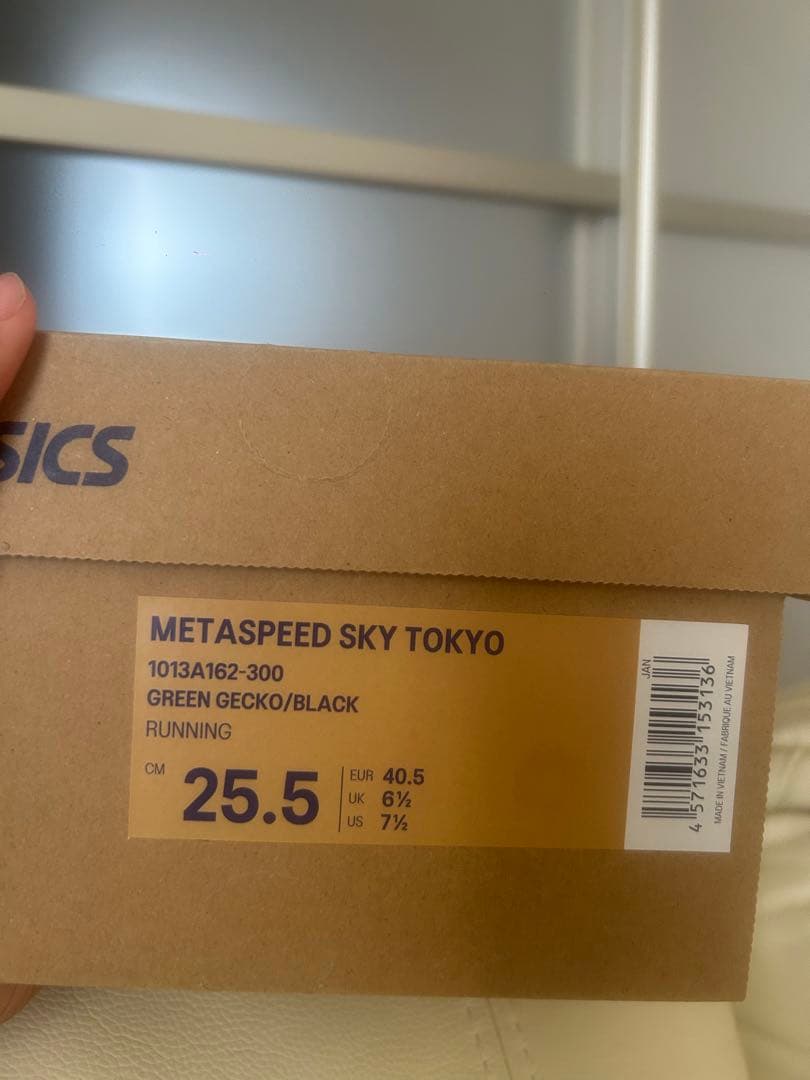 SICS
METASPEED SKY TOKYO
1013A162-300
GREEN GECKO/BLACK
RUNNING
CM 25.5
EUR 40.5
UK 6½
US 7½
JAN
4 571633 153136
MADE IN VIETNAM / FABRIQUE AU VIETNAM